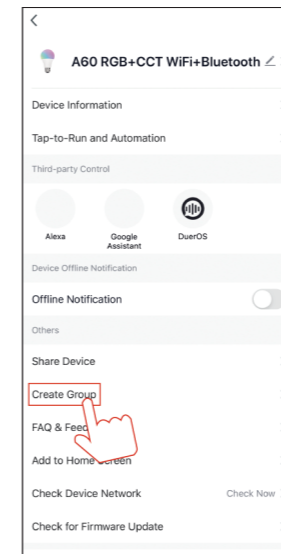 A60 RGB+CCT WiFi+Bluetooth
Device Information
Tap-to-Run and Automation
Third-party Control
Alexa
Google
Assistant
DuerOS
Device Offline Notification
Offline Notification
Others
Share Device
Create Group
FAQ & Feed
Add to Home Screen
Check Device Network
Check Now
Check for Firmware Update